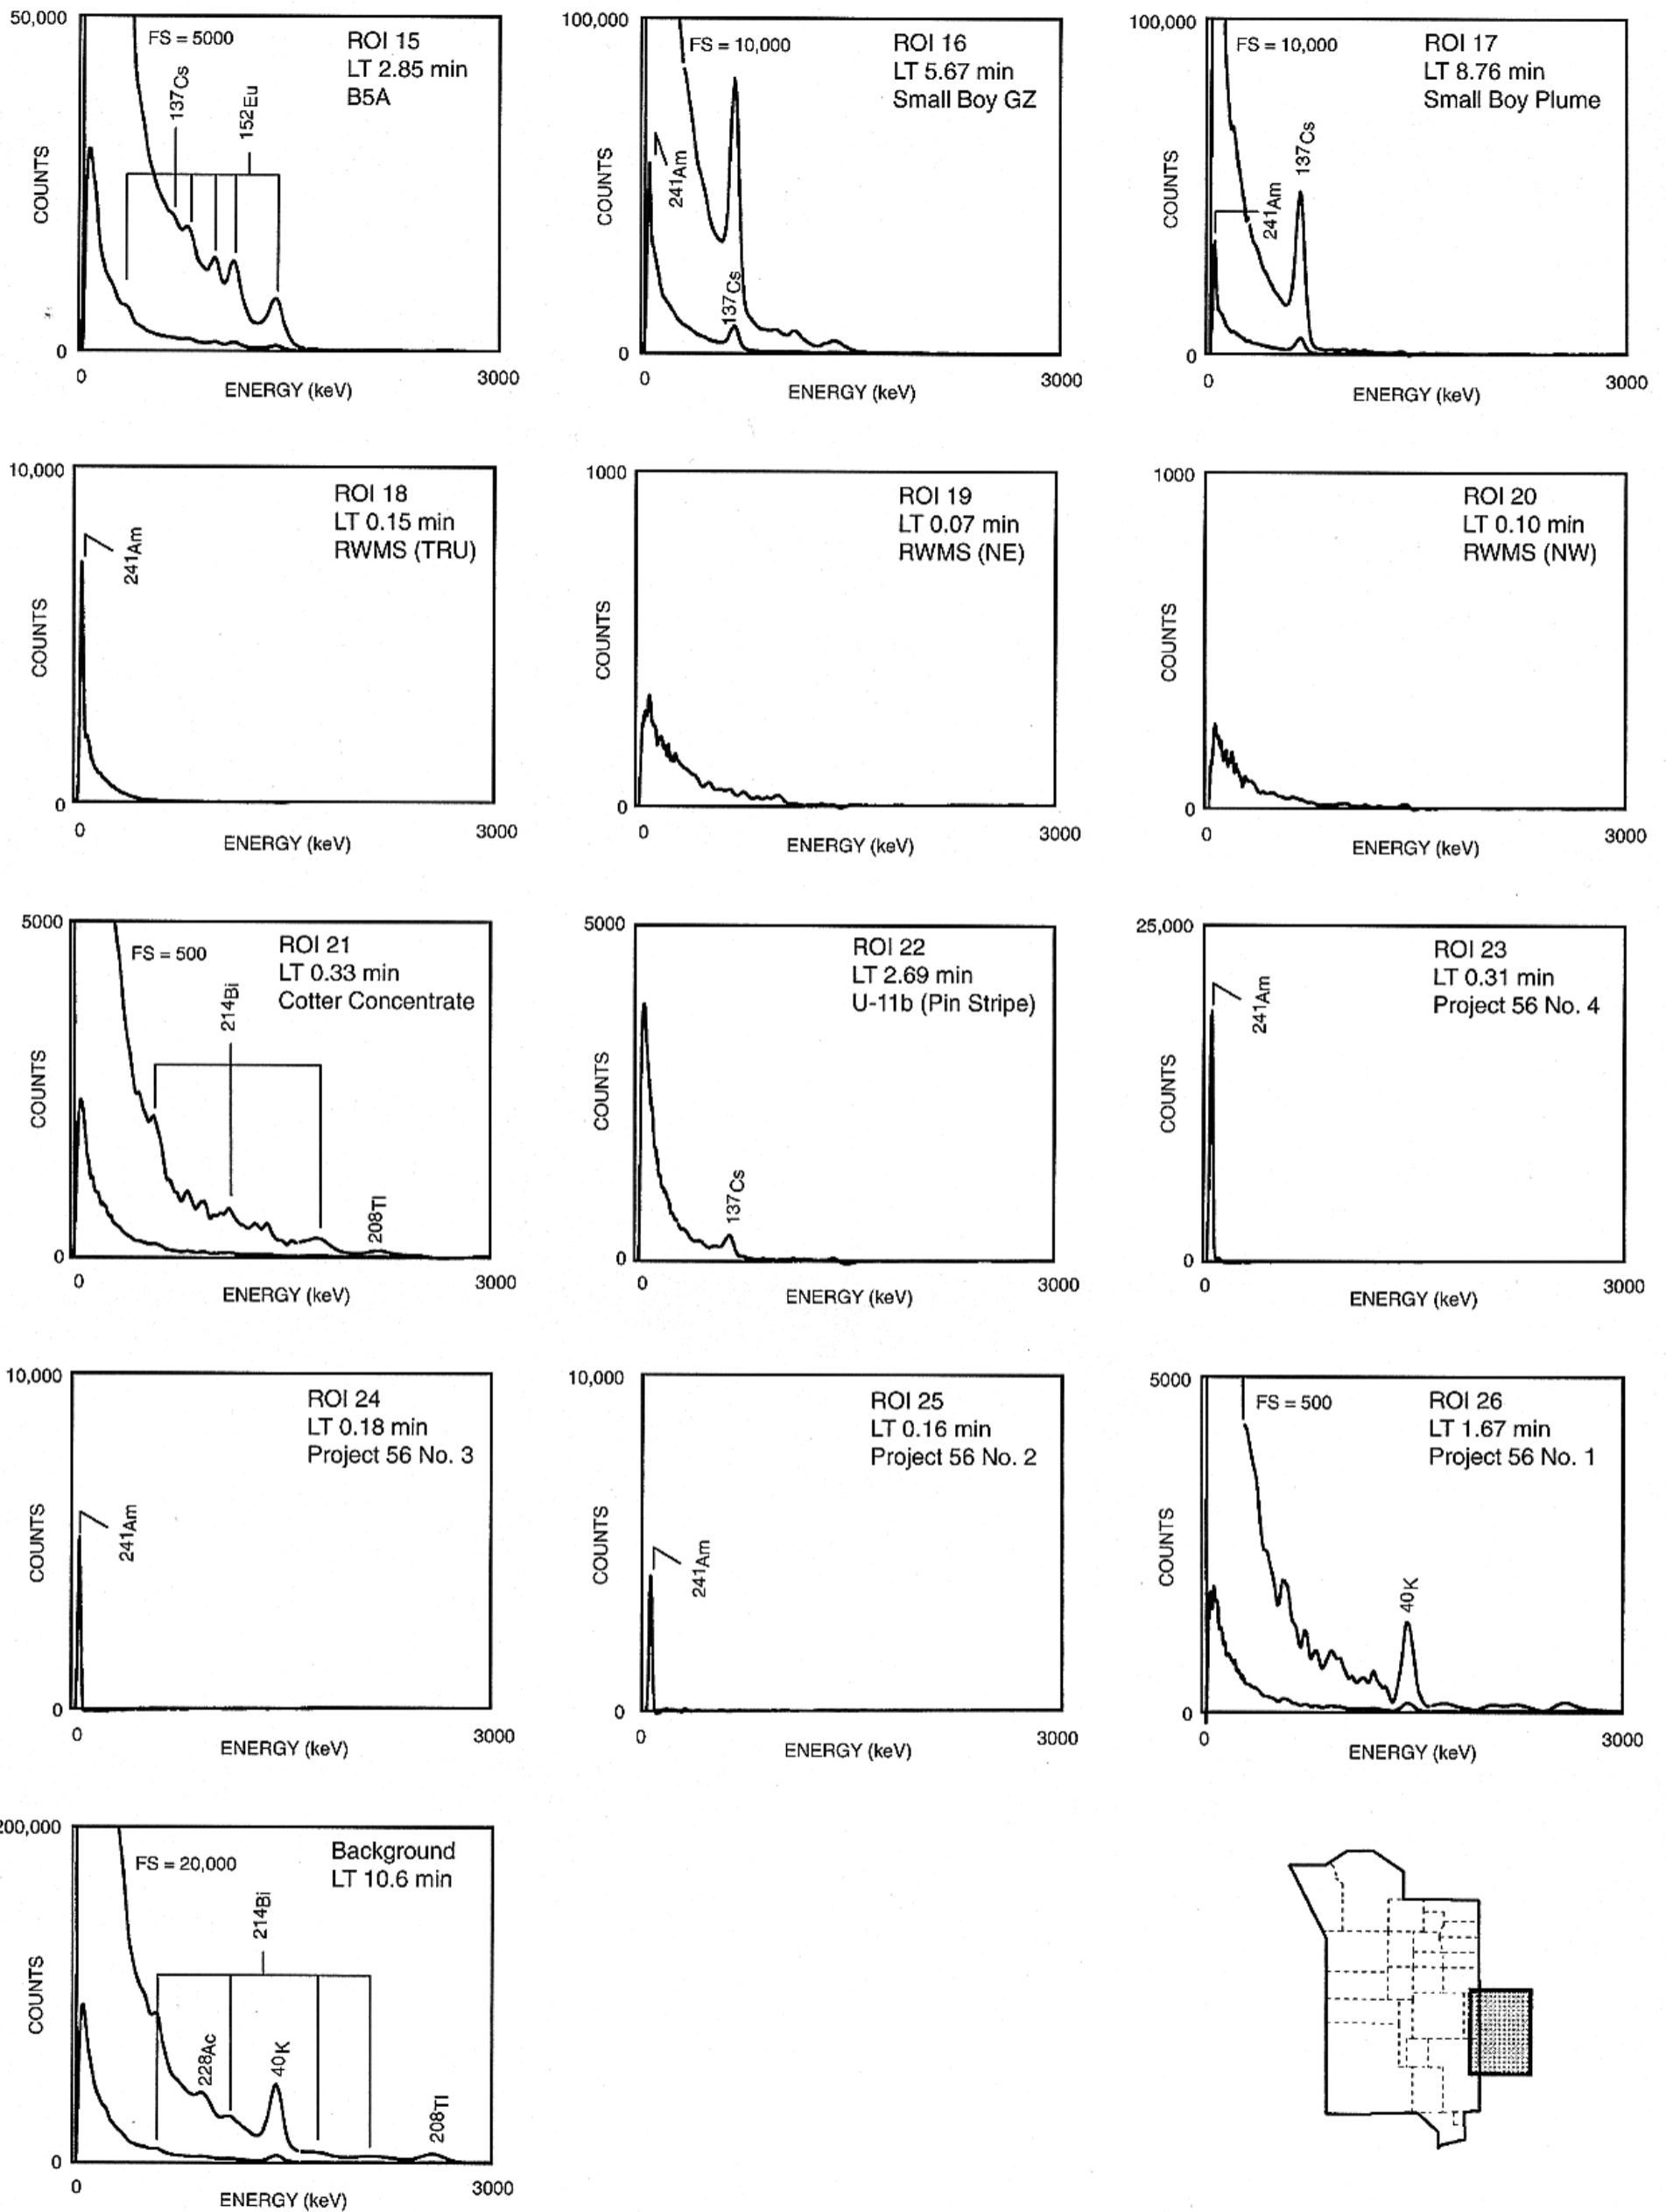 50,000
FS = 5000
ROI 15
LT 2.85 min
B5A
137Cs
152Eu
COUNTS
0
0
3000
ENERGY (keV)
100,000
FS = 10,000
ROI 16
LT 5.67 min
Small Boy GZ
241Am
137Cs
COUNTS
0
0
3000
ENERGY (keV)
100,000
FS = 10,000
ROI 17
LT 8.76 min
Small Boy Plume
137Cs
241Am
COUNTS
0
0
3000
ENERGY (keV)
10,000
ROI 18
LT 0.15 min
RWMS (TRU)
241Am
COUNTS
0
0
3000
ENERGY (keV)
1000
ROI 19
LT 0.07 min
RWMS (NE)
COUNTS
0
0
3000
ENERGY (keV)
1000
ROI 20
LT 0.10 min
RWMS (NW)
COUNTS
0
0
3000
ENERGY (keV)
5000
FS = 500
ROI 21
LT 0.33 min
Cotter Concentrate
214Bi
208Tl
COUNTS
0
0
3000
ENERGY (keV)
5000
ROI 22
LT 2.69 min
U-11b (Pin Stripe)
137Cs
COUNTS
0
0
3000
ENERGY (keV)
25,000
ROI 23
LT 0.31 min
Project 56 No. 4
241Am
COUNTS
0
0
3000
ENERGY (keV)
10,000
ROI 24
LT 0.18 min
Project 56 No. 3
241Am
COUNTS
0
0
3000
ENERGY (keV)
10,000
ROI 25
LT 0.16 min
Project 56 No. 2
241Am
COUNTS
0
0
3000
ENERGY (keV)
5000
FS = 500
ROI 26
LT 1.67 min
Project 56 No. 1
40K
COUNTS
0
0
3000
ENERGY (keV)
200,000
FS = 20,000
Background
LT 10.6 min
214Bi
228Ac
40K
208Tl
COUNTS
0
0
3000
ENERGY (keV)